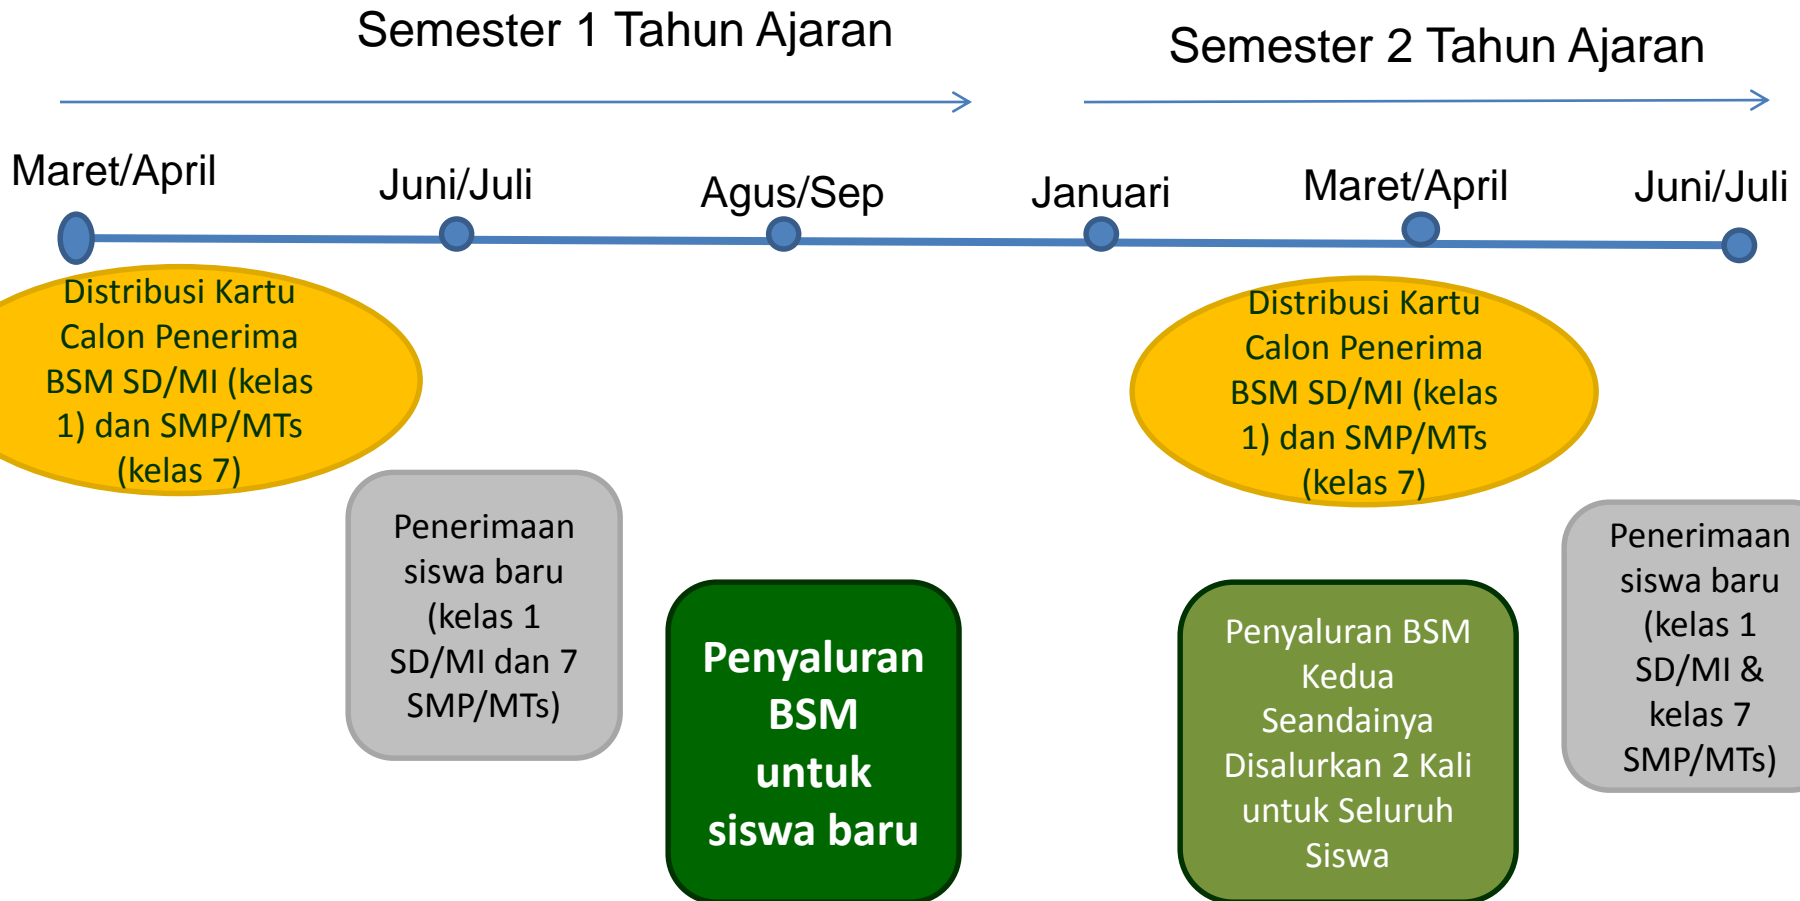 Semester 1 Tahun Ajaran
Semester 2 Tahun Ajaran
Maret/April
Juni/Juli
Agus/Sep
Januari
Maret/April
Juni/Juli
Distribusi Kartu
Calon Penerima
BSM SD/MI (kelas
1) dan SMP/MTs
(kelas 7)
Penerimaan
siswa baru
(kelas 1
SD/MI dan 7
SMP/MTs)
Penyaluran
BSM
untuk
siswa baru
Distribusi Kartu
Calon Penerima
BSM SD/MI (kelas
1) dan SMP/MTs
(kelas 7)
Penyaluran BSM
Kedua
Seandainya
Disalurkan 2 Kali
untuk Seluruh
Siswa
Penerimaan
siswa baru
(kelas 1
SD/MI &
kelas 7
SMP/MTs)